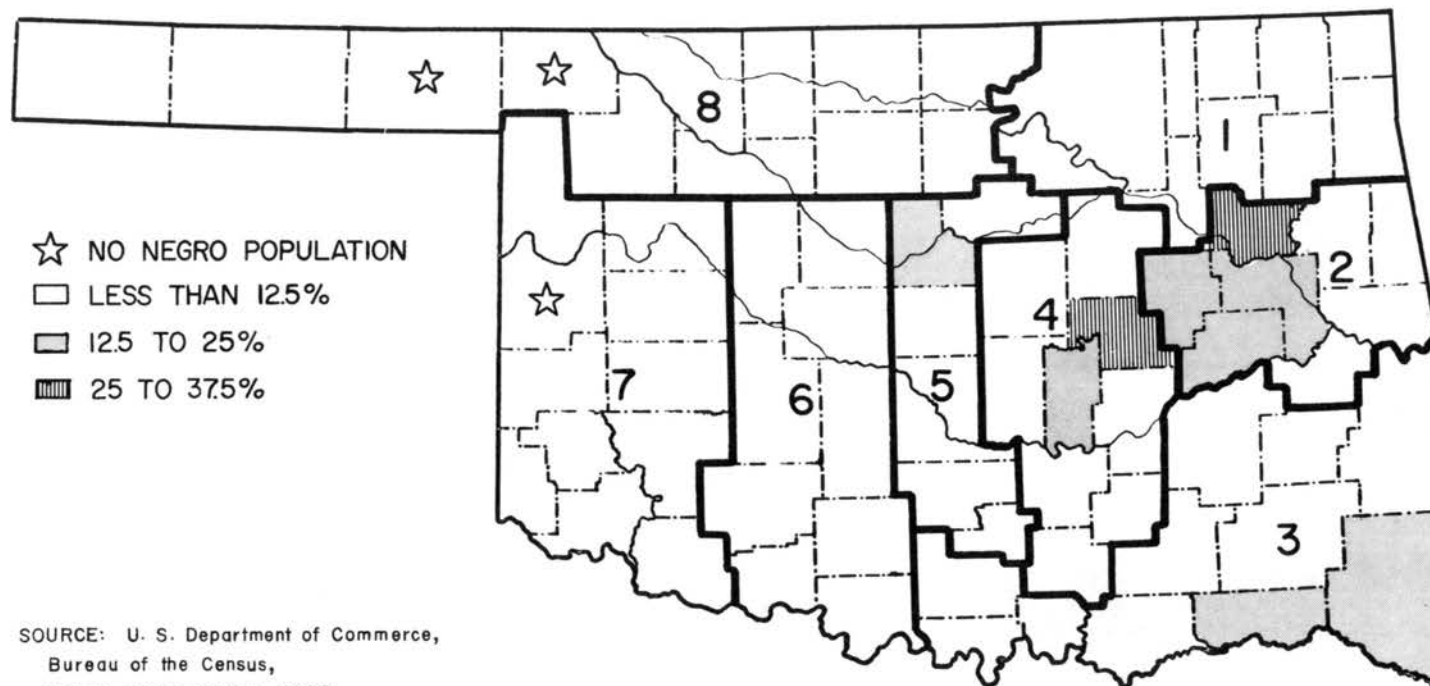 8
1
☆ NO NEGRO POPULATION
LESS THAN 12.5%
12.5 TO 25%
25 TO 37.5%
2
4
7
6
5
3
SOURCE: U. S. Department of Commerce,
Bureau of the Census,